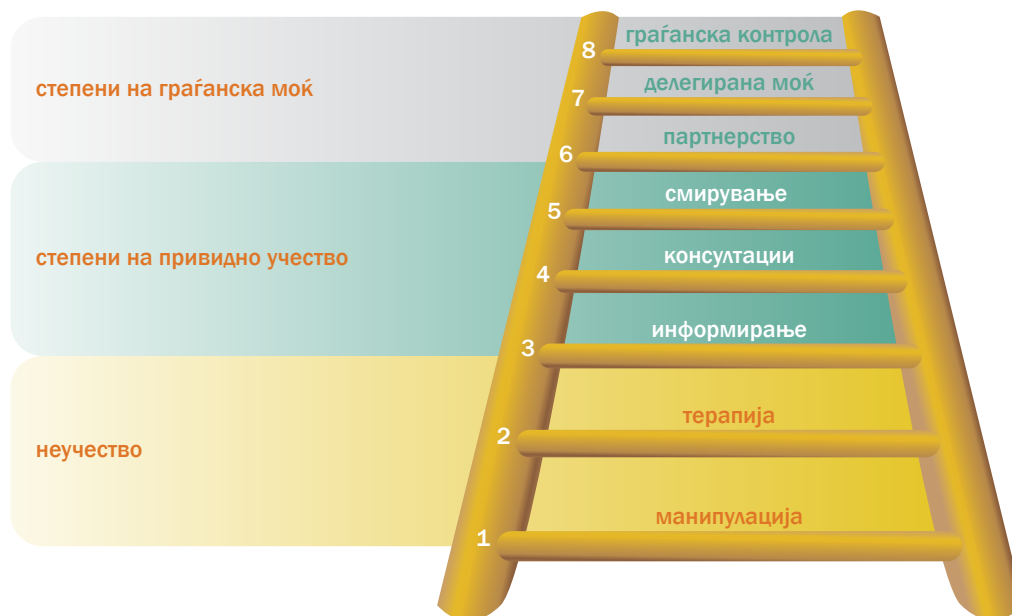 степени на граѓанска моќ
8 граѓанска контрола
7 делегирана моќ
6 партнерство
степени на привидно учество
5 смирување
4 консултации
3 информирање
неучество
2 терапија
1 манипулација